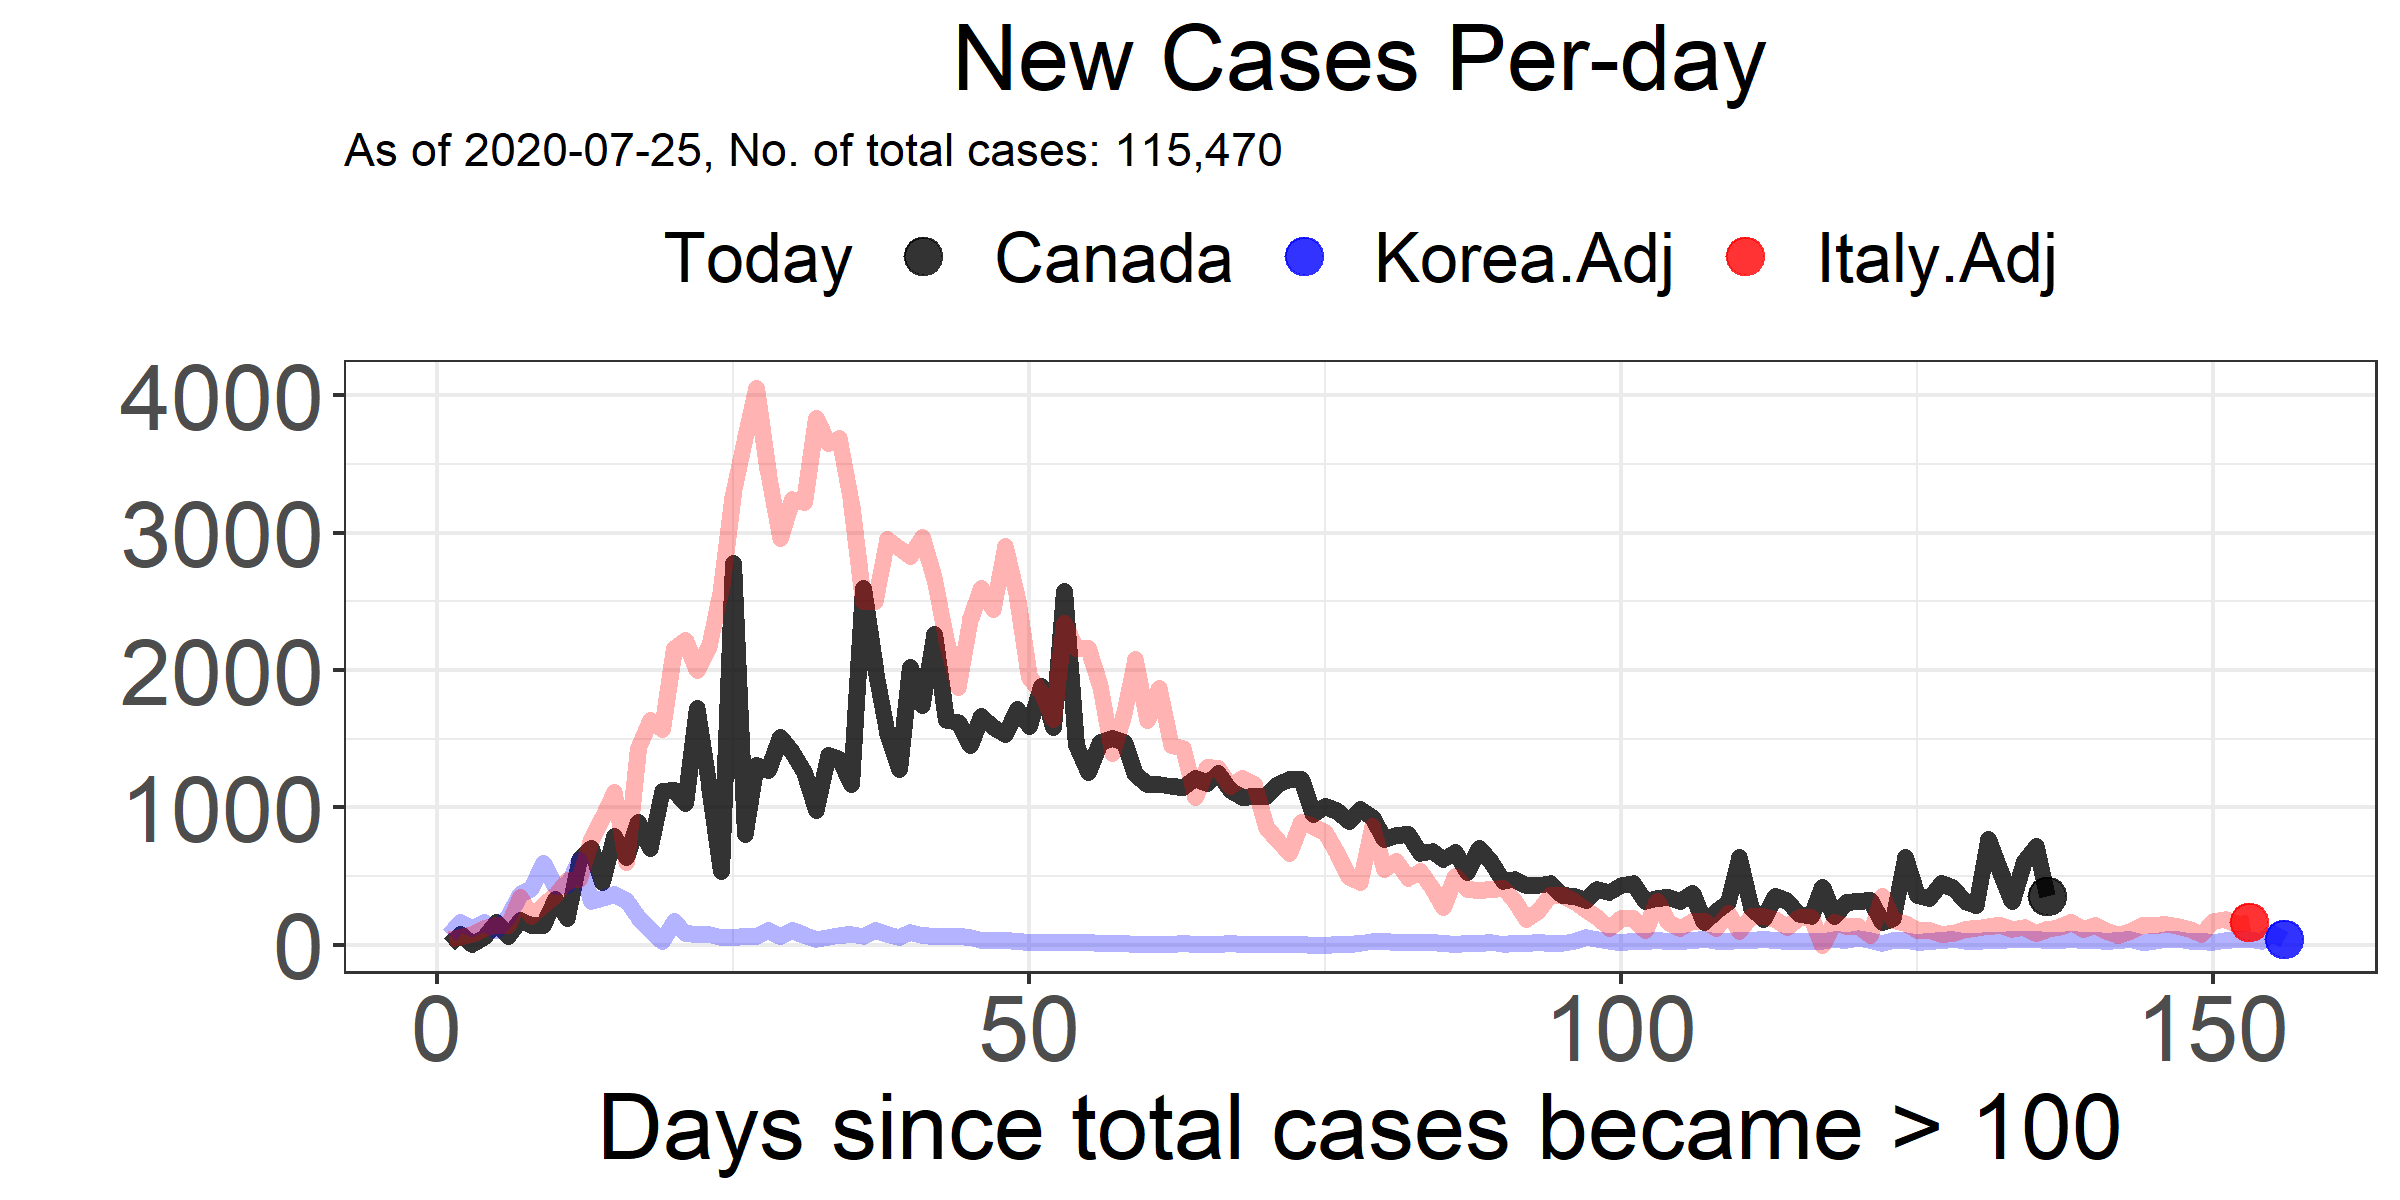 New Cases Per-day
As of 2020-07-25, No. of total cases: 115,470
Today Canada Korea.Adj Italy.Adj
4000
3000
2000
1000
0
0 50 100 150
Days since total cases became > 100